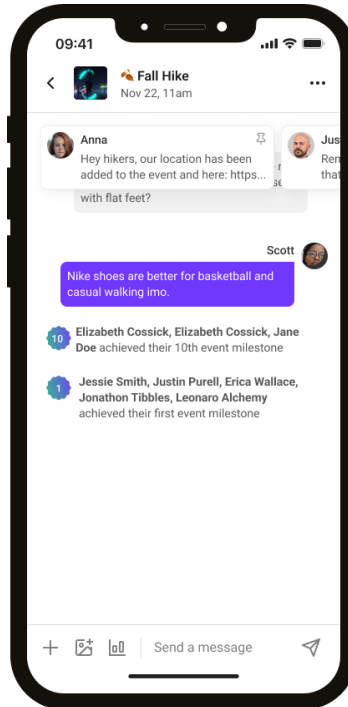 09:41
🍂 Fall Hike
Nov 22, 11am
Anna
Hey hikers, our location has been
added to the event and here: https...
Jus
Ren
that
with flat feet?
Scott
Nike shoes are better for basketball and
casual walking imo.
10
Elizabeth Cossick, Elizabeth Cossick, Jane
Doe achieved their 10th event milestone
1
Jessie Smith, Justin Purell, Erica Wallace,
Jonathon Tibbles, Leonaro Alchemy
achieved their first event milestone
Send a message